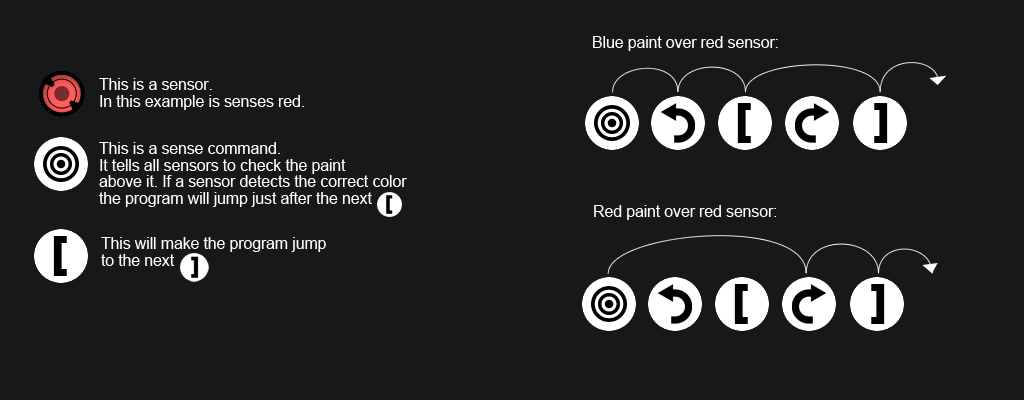 This is a sensor.
In this example is senses red.
This is a sense command.
It tells all sensors to check the paint
above it. If a sensor detects the correct color
the program will jump just after the next [
[
This will make the program jump
to the next ]
Blue paint over red sensor:
[ ]
Red paint over red sensor:
[ ]